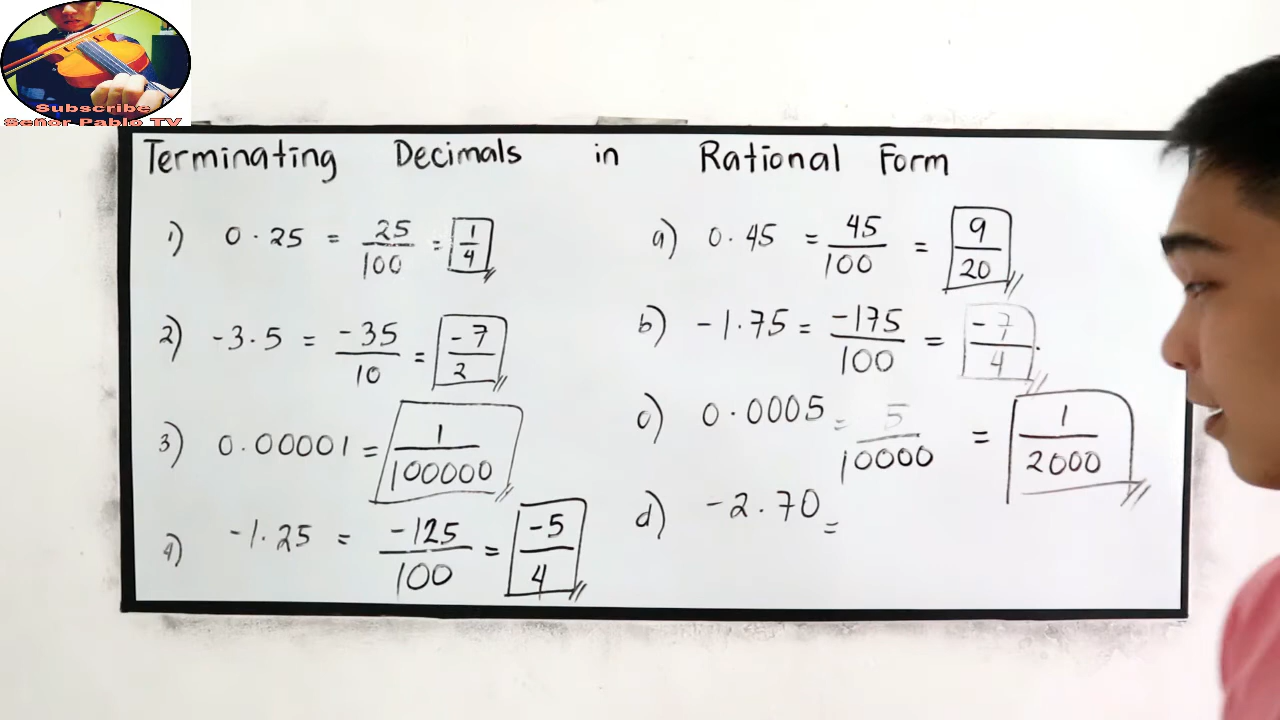 Subscribe
Señor Pablo TV
Terminating Decimals in Rational Form
1) 0.25 = 25/100 = 1/4
2) -3.5 = -35/10 = -7/2
3) 0.00001 = 1/100000
4) -1.25 = -125/100 = -5/4
a) 0.45 = 45/100 = 9/20
b) -1.75 = -175/100 = -7/4
c) 0.0005 = 5/10000 = 1/2000
d) -2.70 =